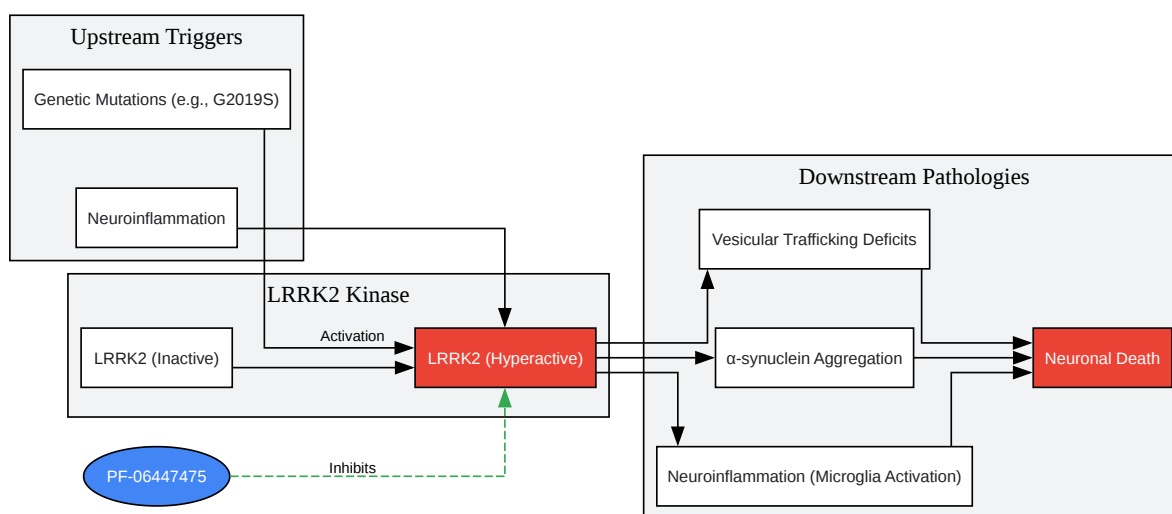 Upstream Triggers
Genetic Mutations (e.g., G2019S)
Neuroinflammation
LRRK2 Kinase
LRRK2 (Inactive)
Activation
LRRK2 (Hyperactive)
PF-06447475
Inhibits
Downstream Pathologies
Vesicular Trafficking Deficits
α-synuclein Aggregation
Neuroinflammation (Microglia Activation)
Neuronal Death